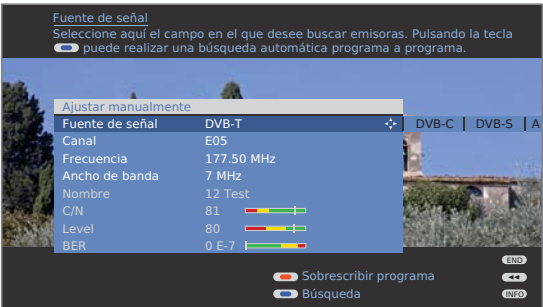 Fuente de señal
Seleccione aquí el campo en el que desee buscar emisoras. Pulsando la tecla
puede realizar una búsqueda automática programa a programa.
Ajustar manualmente
Fuente de señal DVB-T DVB-C DVB-S A
Canal E05
Frecuencia 177.50 MHz
Ancho de banda 7 MHz
Nombre 12 Test
C/N 81
Level 80
BER 0 E-7
END
Sobrescribir programa
Búsqueda INFO